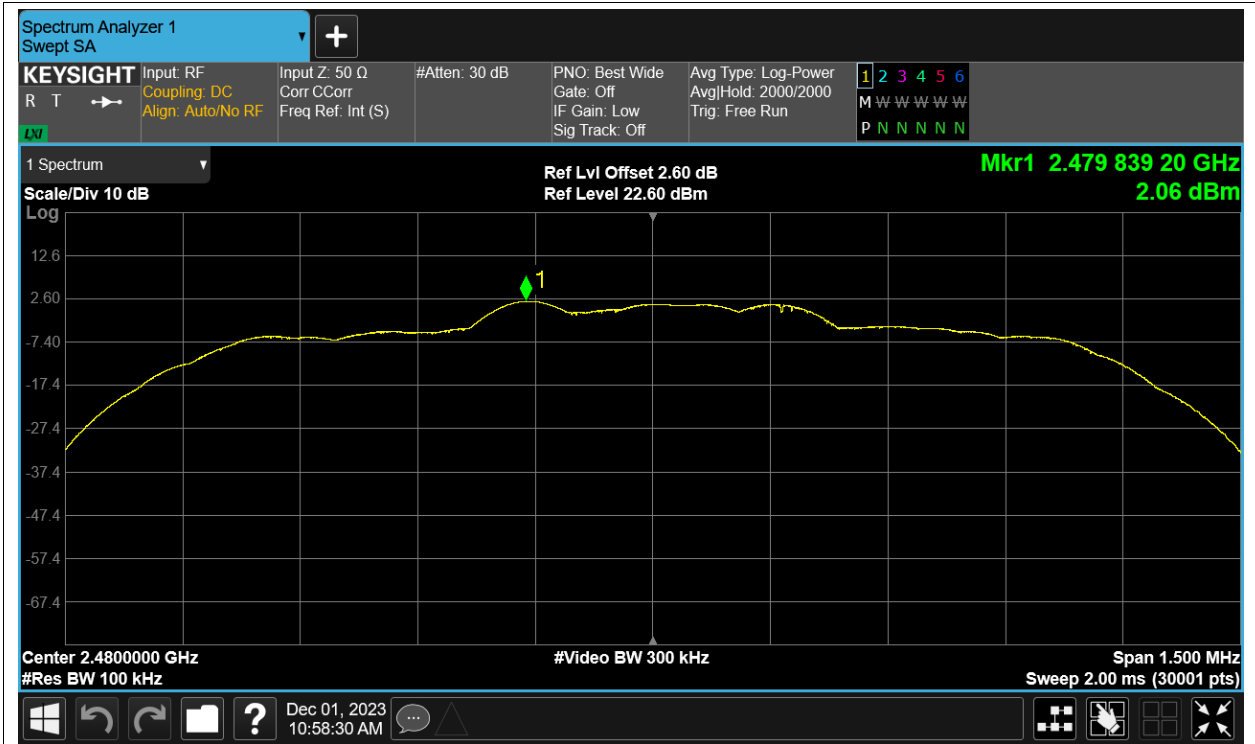 Spectrum Analyzer 1
Swept SA
KEYSIGHT
R T
LXI
Input: RF
Coupling: DC
Align: Auto/No RF
Input Z: 50 Ω
Corr CCorr
Freq Ref: Int (S)
#Atten: 30 dB
PNO: Best Wide
Gate: Off
IF Gain: Low
Sig Track: Off
Avg Type: Log-Power
Avg|Hold: 2000/2000
Trig: Free Run
1 2 3 4 5 6
M W W W W W
P N N N N N
1 Spectrum
Scale/Div 10 dB
Log
Ref Lvl Offset 2.60 dB
Ref Level 22.60 dBm
Mkr1 2.479 839 20 GHz
2.06 dBm
12.6
1
2.60
-7.40
-17.4
-27.4
-37.4
-47.4
-57.4
-67.4
Center 2.4800000 GHz
#Res BW 100 kHz
#Video BW 300 kHz
Span 1.500 MHz
Sweep 2.00 ms (30001 pts)
?
Dec 01, 2023
10:58:30 AM